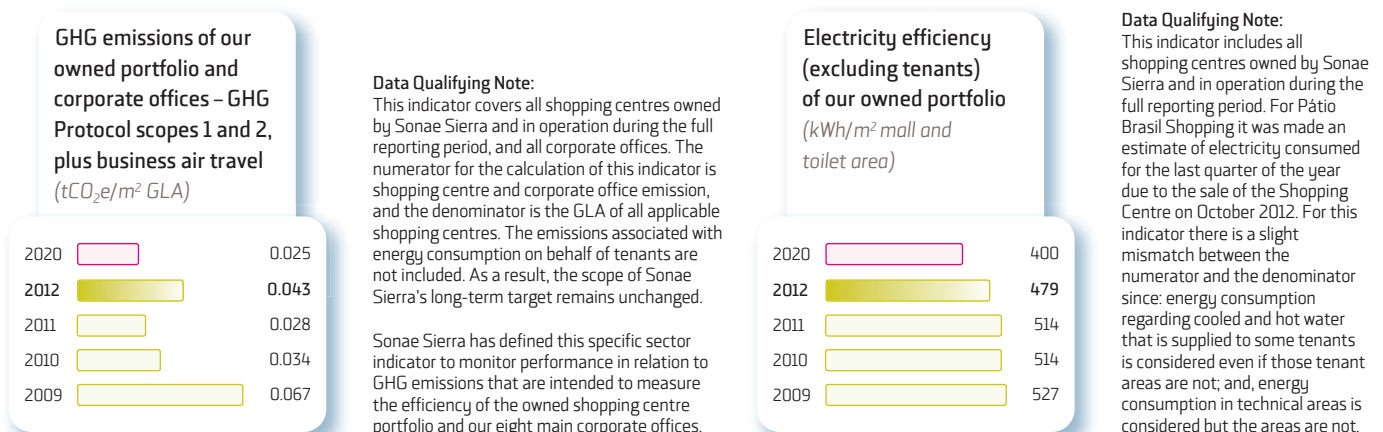 GHG emissions of our
owned portfolio and
corporate offices – GHG
Protocol scopes 1 and 2,
plus business air travel
(tCO₂e/m² GLA)
2020 0.025
2012 0.043
2011 0.028
2010 0.034
2009 0.067
Data Qualifying Note:
This indicator covers all shopping centres owned
by Sonae Sierra and in operation during the full
reporting period, and all corporate offices. The
numerator for the calculation of this indicator is
shopping centre and corporate office emission,
and the denominator is the GLA of all applicable
shopping centres. The emissions associated with
energy consumption on behalf of tenants are
not included. As a result, the scope of Sonae
Sierra's long-term target remains unchanged.
Sonae Sierra has defined this specific sector
indicator to monitor performance in relation to
GHG emissions that are intended to measure
the efficiency of the owned shopping centre
portfolio and our eight main corporate offices.
Electricity efficiency
(excluding tenants)
of our owned portfolio
(kWh/m² mall and
toilet area)
2020 400
2012 479
2011 514
2010 514
2009 527
Data Qualifying Note:
This indicator includes all
shopping centres owned by Sonae
Sierra and in operation during the
full reporting period. For Pátio
Brasil Shopping it was made an
estimate of electricity consumed
for the last quarter of the year
due to the sale of the Shopping
Centre on October 2012. For this
indicator there is a slight
mismatch between the
numerator and the denominator
since: energy consumption
regarding cooled and hot water
that is supplied to some tenants
is considered even if those tenant
areas are not; and, energy
consumption in technical areas is
considered but the areas are not.